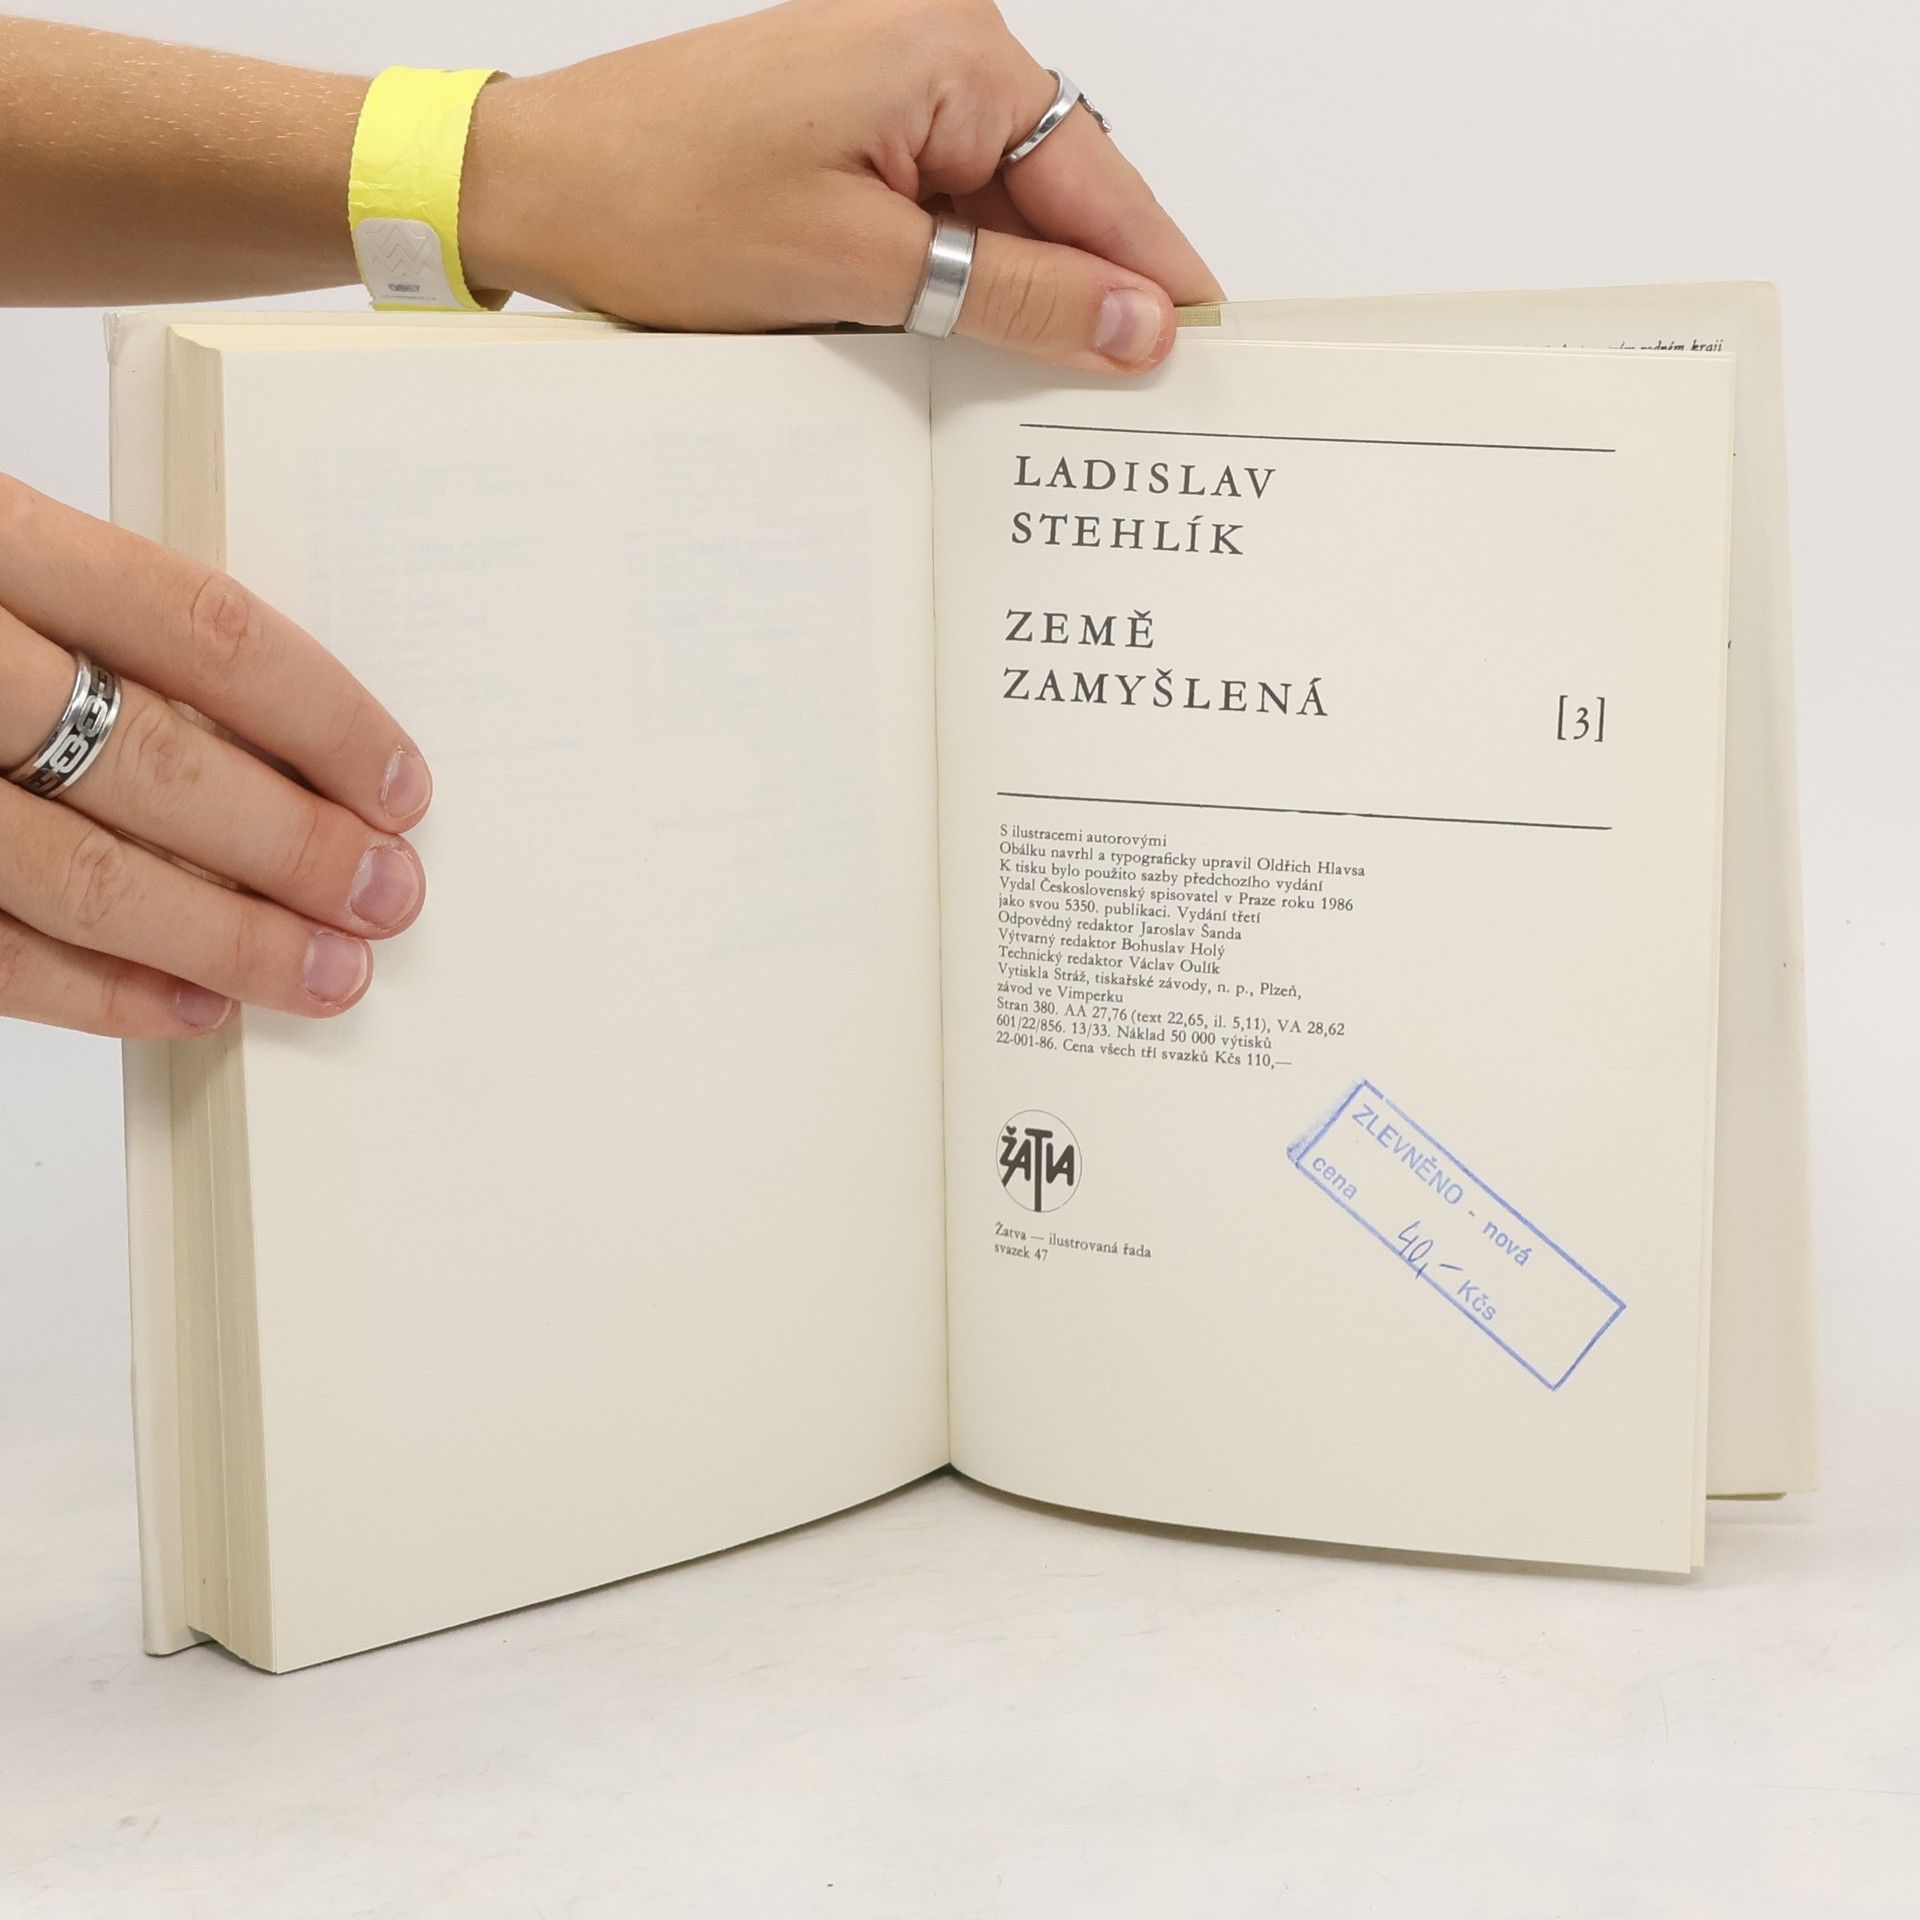 rodném kraji
LADISLAV
STEHLÍK
ZEMĚ
ZAMYŠLENÁ
[3]
S ilustracemi autorovými
Obálku navrhl a typograficky upravil Oldřich Hlavsa
K tisku bylo použito sazby předchozího vydání
Vydal Československý spisovatel v Praze roku 1986
jako svou 5350. publikaci. Vydání třetí
Odpovědný redaktor Jaroslav Šanda
Výtvarný redaktor Bohuslav Holý
Technický redaktor Václav Oulík
Vytiskla Stráž, tiskařské závody, n. p., Plzeň,
závod ve Vimperku
Stran 380. AA 27,76 (text 22,65, il. 5,11), VA 28,62
601/22/856. 13/33. Náklad 50 000 výtisků
22-001-86. Cena všech tří svazků Kčs 110,—
ŽATVA
Žatva — ilustrovaná řada
svazek 47
ZLEVNĚNO - nová
cena 40,– Kčs